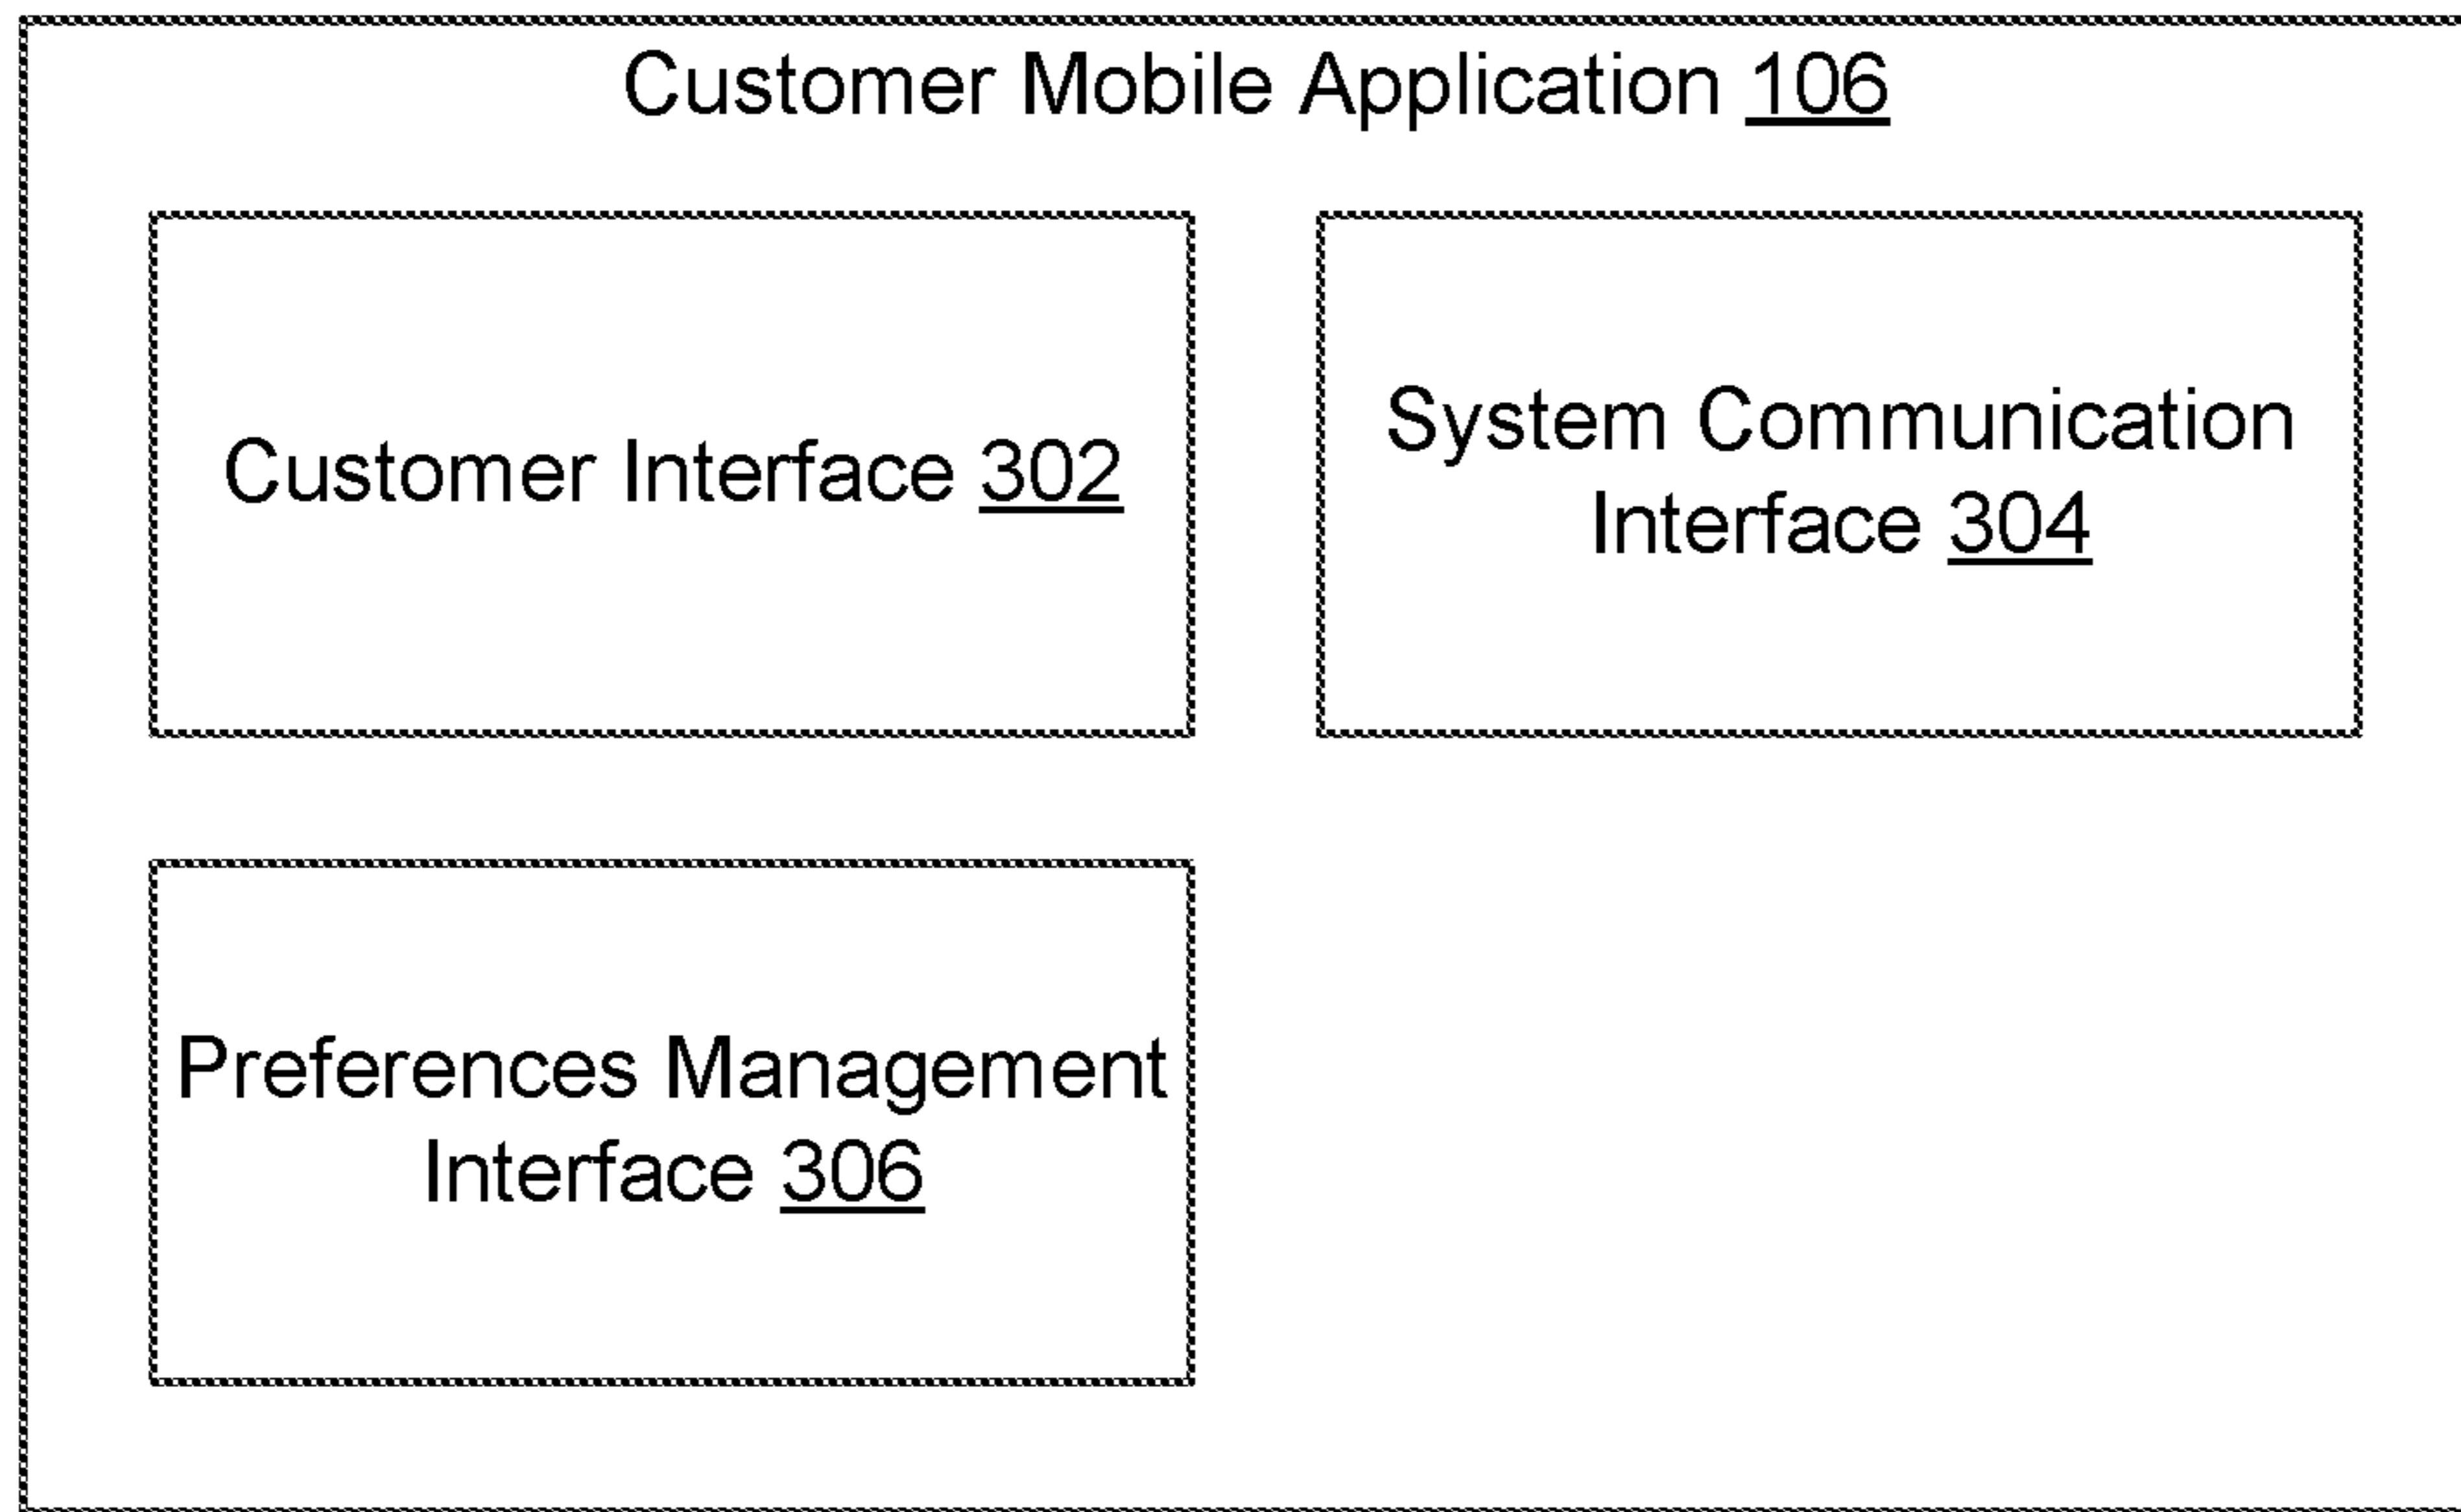 Customer Mobile Application 106
Customer Interface 302
System Communication
Interface 304
Preferences Management
Interface 306